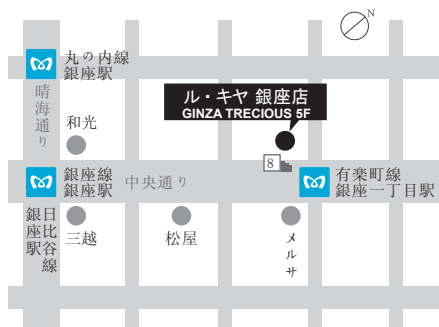 N
丸の内線
銀座駅
晴海通り
和光
ル・キヤ 銀座店
GINZA TRECIOUS 5F
8
銀座線
銀座駅
中央通り
有楽町線
銀座一丁目駅
日比谷線
銀座駅
三越
松屋
メルサ